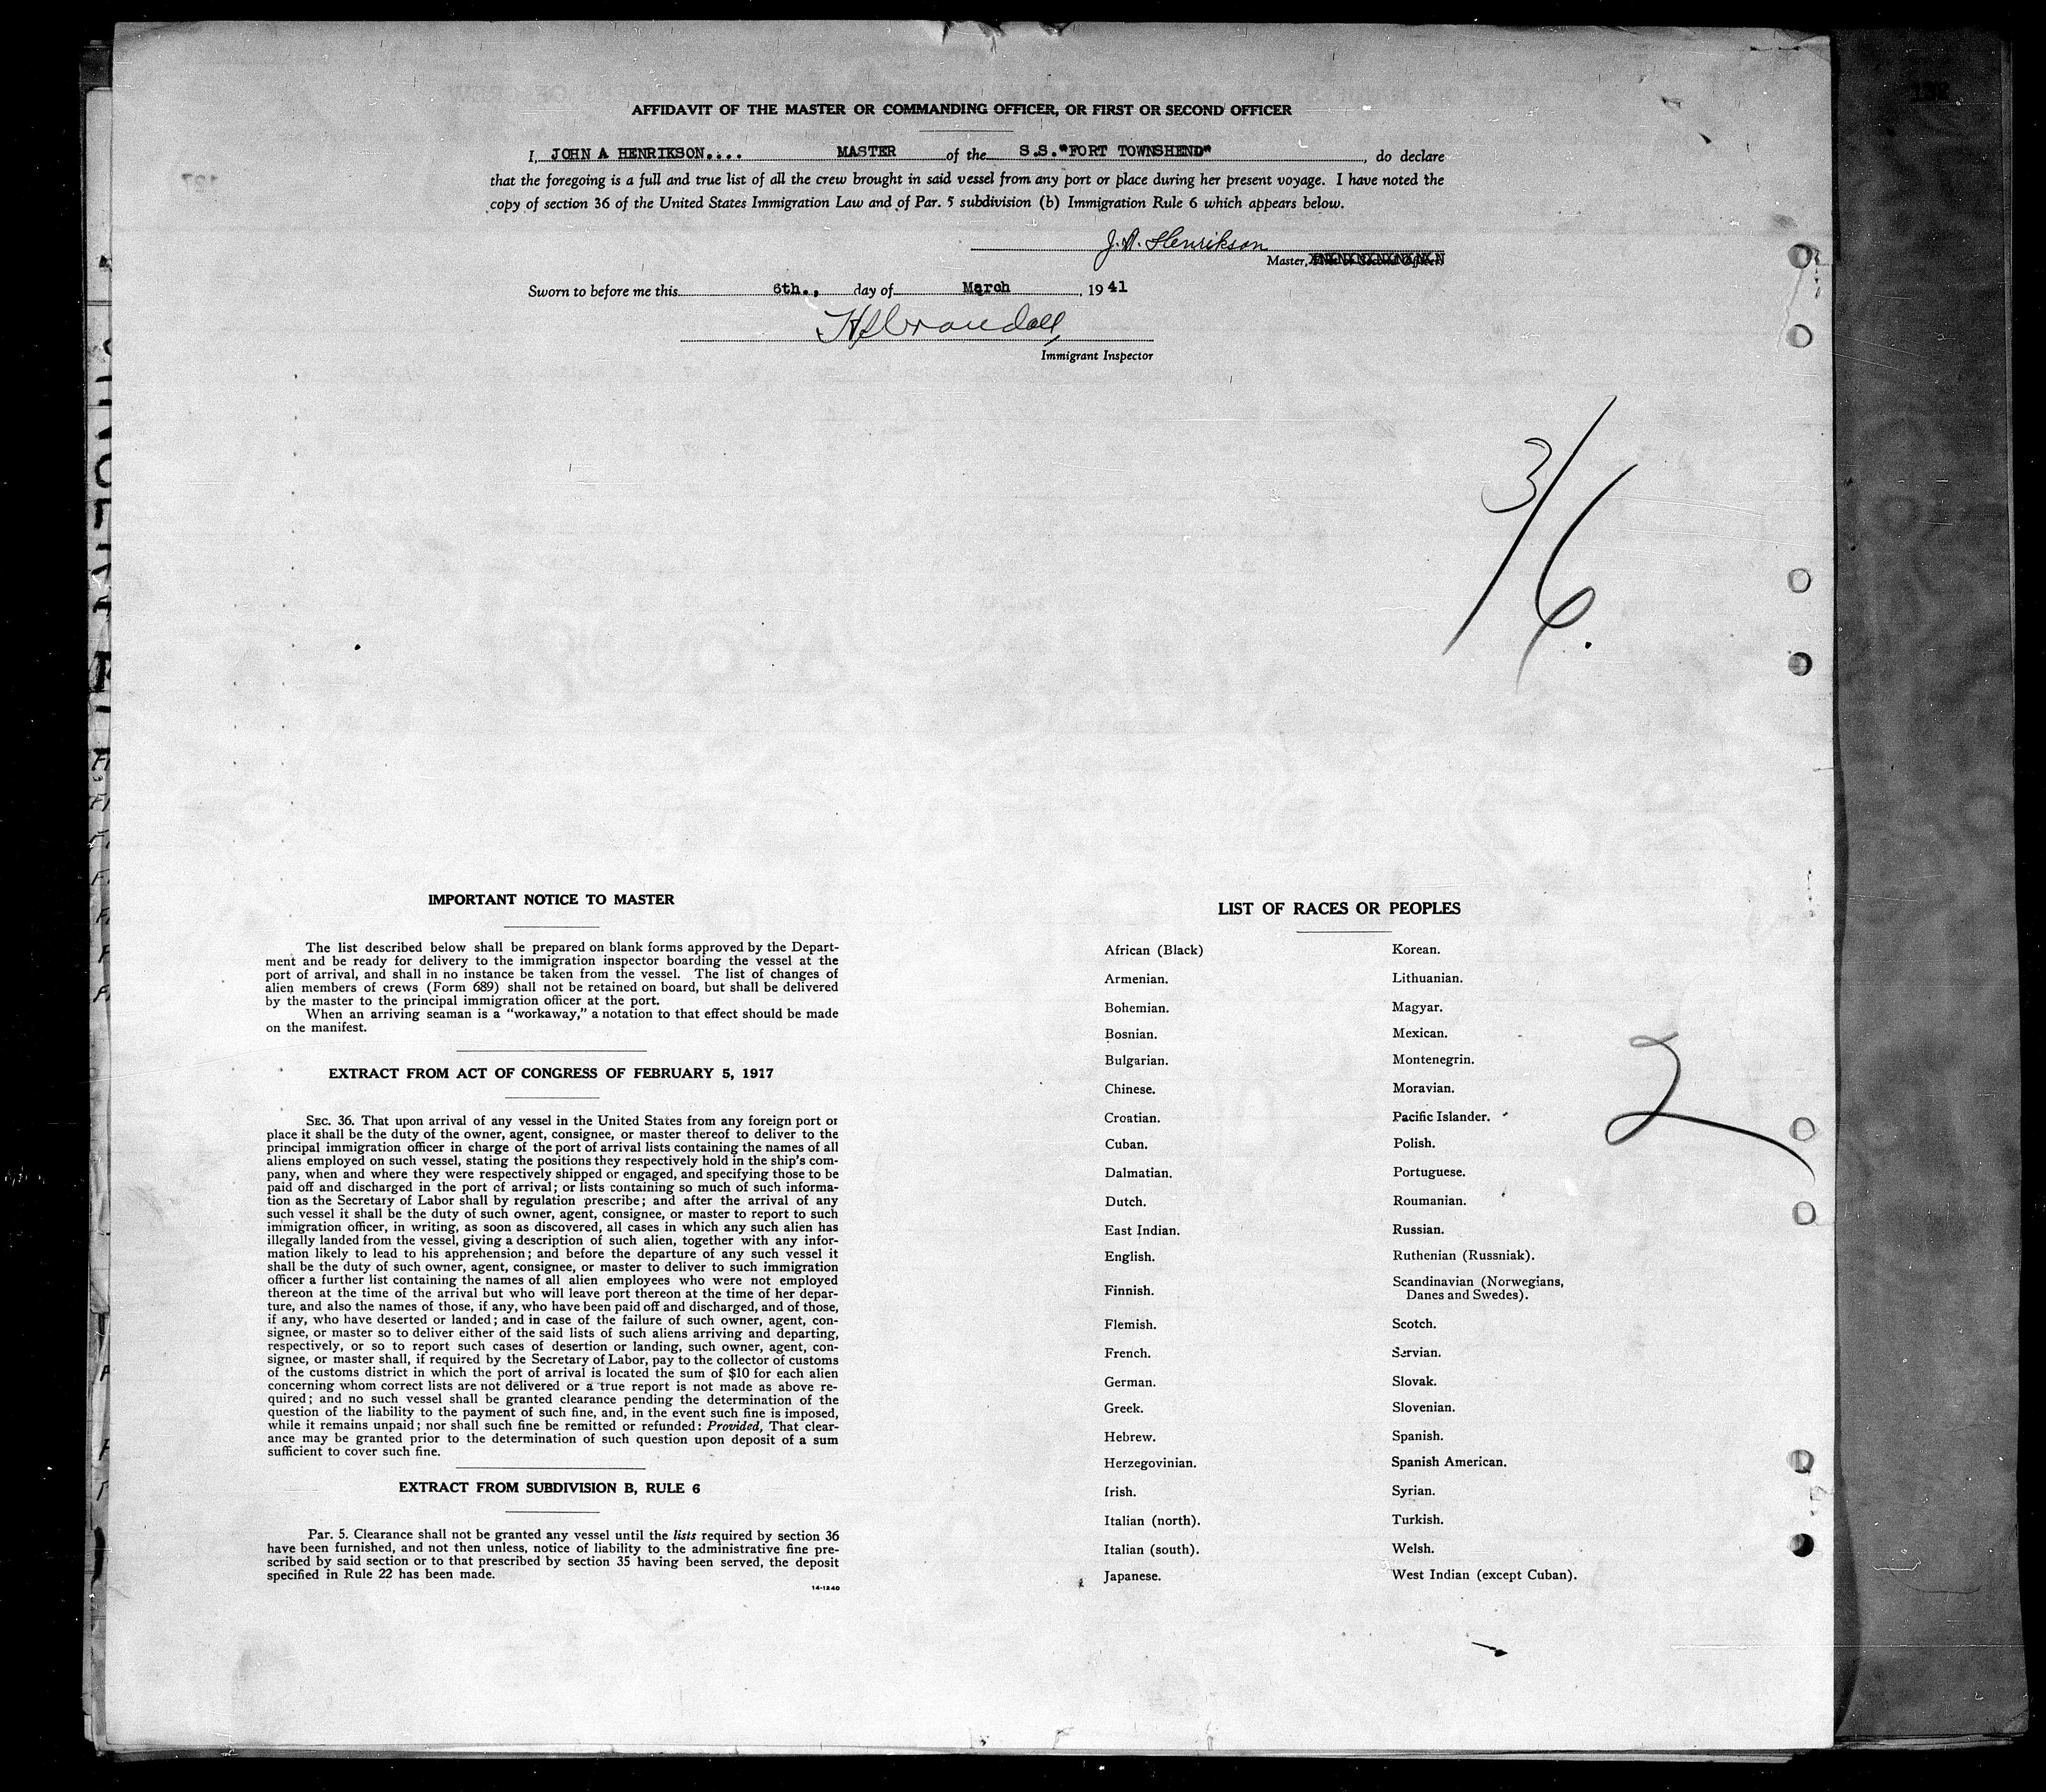 AFFIDAVIT OF THE MASTER OR COMMANDING OFFICER, OR FIRST OR SECOND OFFICER
I, JOHN A HENRIKSON.... MASTER of the S.S."FORT TOWNSHEND", do declare
that the foregoing is a full and true list of all the crew brought in said vessel from any port or place during her present voyage. I have noted the
copy of section 36 of the United States Immigration Law and of Par. 5 subdivision (b) Immigration Rule 6 which appears below.
J. A. Henrikson
Master,
Sworn to before me this 6th., day of March, 1941
Immigrant Inspector
3/6.
IMPORTANT NOTICE TO MASTER
The list described below shall be prepared on blank forms approved by the Depart-
ment and be ready for delivery to the immigration inspector boarding the vessel at the
port of arrival, and shall in no instance be taken from the vessel. The list of changes of
alien members of crews (Form 689) shall not be retained on board, but shall be delivered
by the master to the principal immigration officer at the port.
When an arriving seaman is a "workaway," a notation to that effect should be made
on the manifest.
EXTRACT FROM ACT OF CONGRESS OF FEBRUARY 5, 1917
SEC. 36. That upon arrival of any vessel in the United States from any foreign port or
place it shall be the duty of the owner, agent, consignee, or master thereof to deliver to the
principal immigration officer in charge of the port of arrival lists containing the names of all
aliens employed on such vessel, stating the positions they respectively hold in the ship's com-
pany, when and where they were respectively shipped or engaged, and specifying those to be
paid off and discharged in the port of arrival; or lists containing so much of such informa-
tion as the Secretary of Labor shall by regulation prescribe; and after the arrival of any
such vessel it shall be the duty of such owner, agent, consignee, or master to report to such
immigration officer, in writing, as soon as discovered, all cases in which any such alien has
illegally landed from the vessel, giving a description of such alien, together with any infor-
mation likely to lead to his apprehension; and before the departure of any such vessel it
shall be the duty of such owner, agent, consignee, or master to deliver to such immigration
officer a further list containing the names of all alien employees who were not employed
thereon at the time of the arrival but who will leave port thereon at the time of her depar-
ture, and also the names of those, if any, who have been paid off and discharged, and of those,
if any, who have deserted or landed; and in case of the failure of such owner, agent, con-
signee, or master so to deliver either of the said lists of such aliens arriving and departing,
respectively, or so to report such cases of desertion or landing, such owner, agent, con-
signee, or master shall, if required by the Secretary of Labor, pay to the collector of customs
of the customs district in which the port of arrival is located the sum of $10 for each alien
concerning whom correct lists are not delivered or a true report is not made as above re-
quired; and no such vessel shall be granted clearance pending the determination of the
question of the liability to the payment of such fine, and, in the event such fine is imposed,
while it remains unpaid; nor shall such fine be remitted or refunded: Provided, That clear-
ance may be granted prior to the determination of such question upon deposit of a sum
sufficient to cover such fine.
EXTRACT FROM SUBDIVISION B, RULE 6
Par. 5. Clearance shall not be granted any vessel until the lists required by section 36
have been furnished, and not then unless, notice of liability to the administrative fine pre-
scribed by said section or to that prescribed by section 35 having been served, the deposit
specified in Rule 22 has been made.
14-1240
LIST OF RACES OR PEOPLES
African (Black)
Armenian.
Bohemian.
Bosnian.
Bulgarian.
Chinese.
Croatian.
Cuban.
Dalmatian.
Dutch.
East Indian.
English.
Finnish.
Flemish.
French.
German.
Greek.
Hebrew.
Herzegovinian.
Irish.
Italian (north).
Italian (south).
Japanese.
Korean.
Lithuanian.
Magyar.
Mexican.
Montenegrin.
Moravian.
Pacific Islander.
Polish.
Portuguese.
Roumanian.
Russian.
Ruthenian (Russniak).
Scandinavian (Norwegians,
Danes and Swedes).
Scotch.
Servian.
Slovak.
Slovenian.
Spanish.
Spanish American.
Syrian.
Turkish.
Welsh.
West Indian (except Cuban).
2